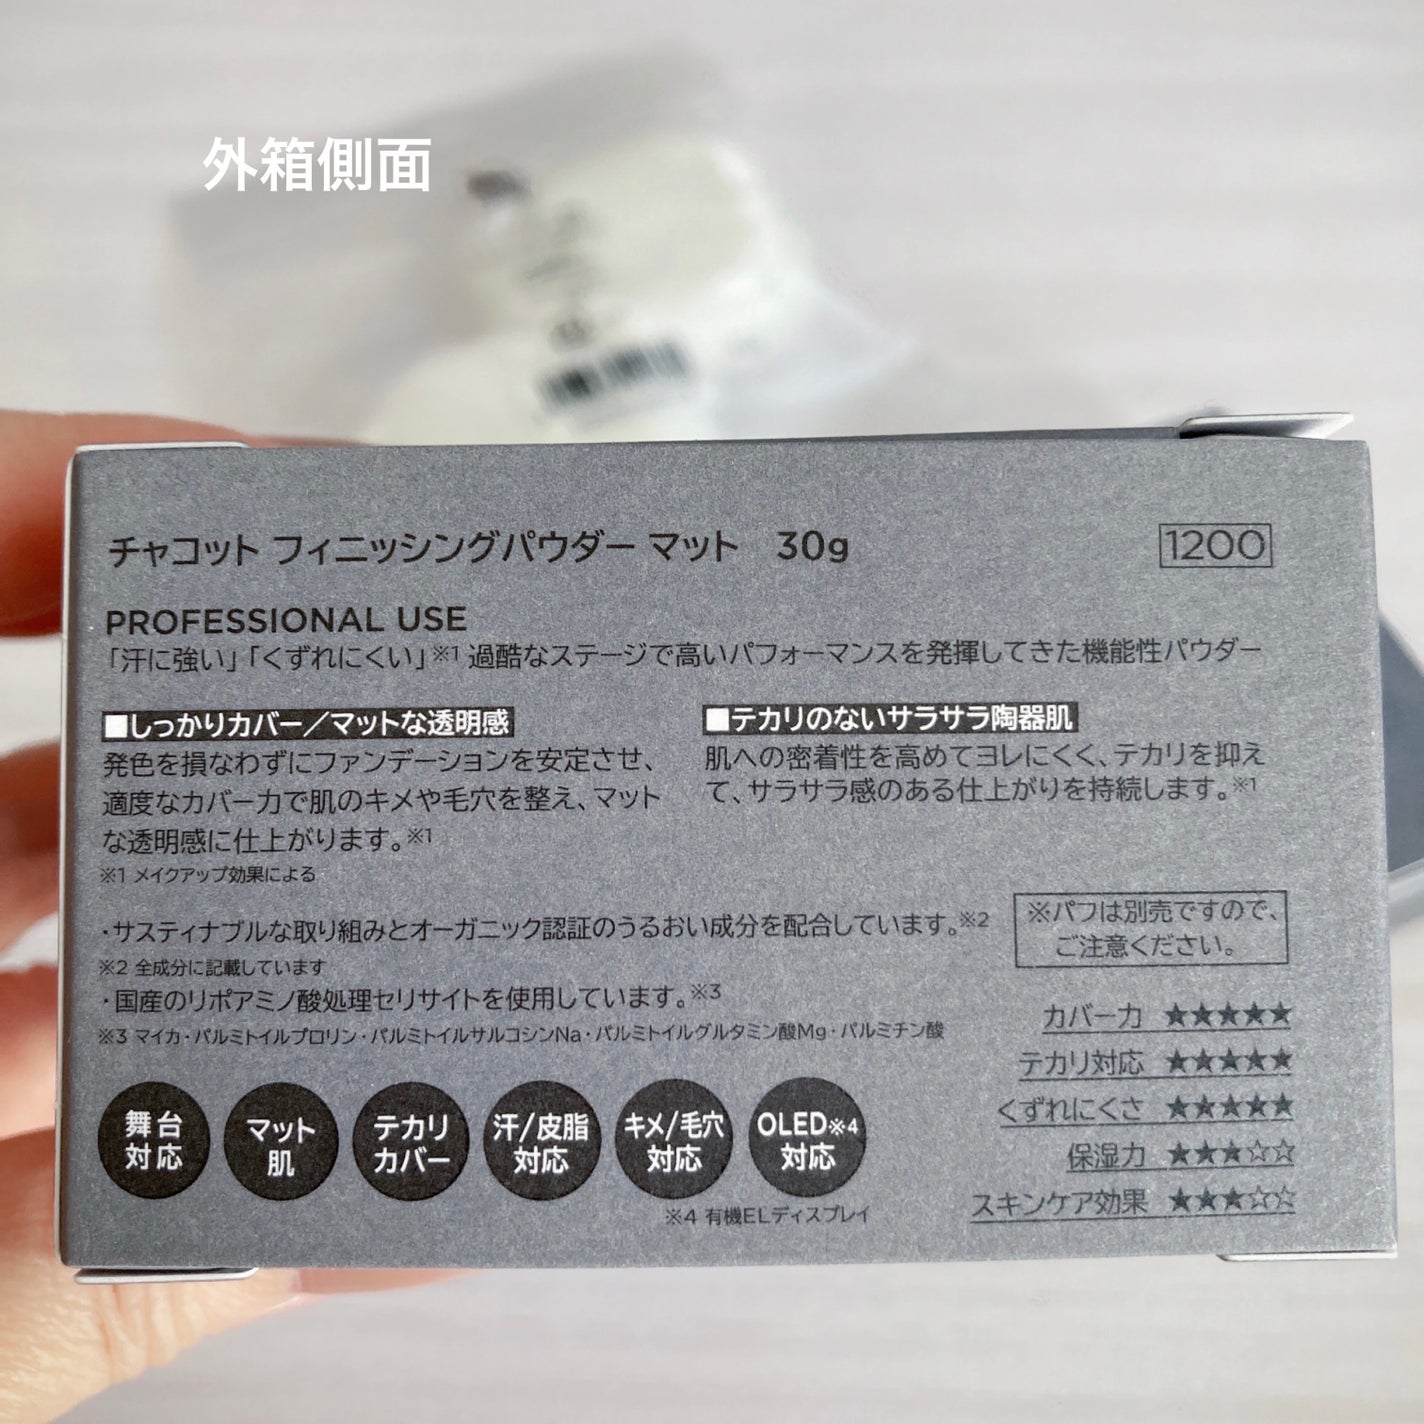 外箱側面
チャコット フィニッシングパウダー マット 30g
1200
PROFESSIONAL USE
「汗に強い」「くずれにくい」※1 過酷なステージで高いパフォーマンスを発揮してきた機能性パウダー
■しっかりカバー/マットな透明感
発色を損なわずにファンデーションを安定させ、
適度なカバー力で肌のキメや毛穴を整え、マット
な透明感に仕上がります。※1
※1 メイクアップ効果による
■テカリのないサラサラ陶器肌
肌への密着性を高めてヨレにくく、テカリを抑え
て、サラサラ感のある仕上がりを持続します。※1
・サスティナブルな取り組みとオーガニック認証のうるおい成分を配合しています。※2
※2 全成分に記載しています
・国産のリポアミノ酸処理セリサイトを使用しています。※3
※3 マイカ・パルミトイルプロリン・パルミトイルサルコシンNa・パルミトイルグルタミン酸Mg・パルミチン酸
※パフは別売ですので、
ご注意ください。
カバー力 ★★★★★
テカリ対応 ★★★★★
くずれにくさ ★★★★★
保湿力 ★★★☆☆
スキンケア効果 ★★★☆☆
舞台
対応
マット
肌
テカリ
カバー
汗/皮脂
対応
キメ/毛穴
対応
OLED※4
対応
※4 有機ELディスプレイ